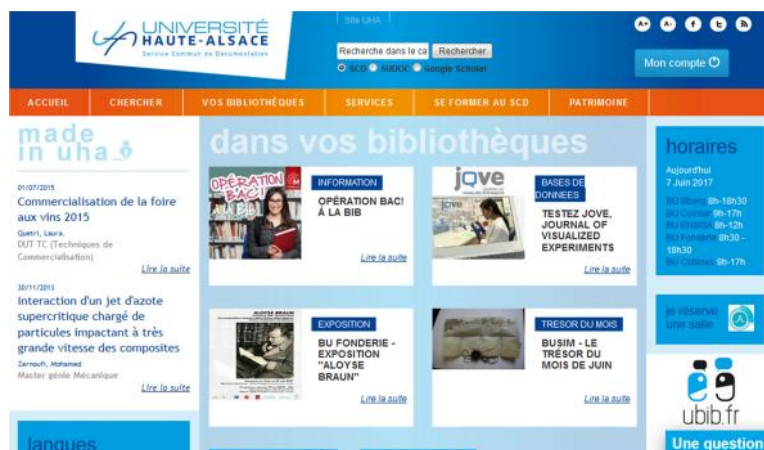 UNIVERSITÉ
HAUTE-ALSACE
Service Commun de Documentation
Site UHA
Recherche dans le ca
Rechercher
SCD SUDOC Google Scholar
A+ A-
Mon compte
ACCUEIL CHERCHER VOS BIBLIOTHÉQUES SERVICES SE FORMER AU SCD PATRIMOINE
made
in uha
01/07/2015
Commercialisation de la foire
aux vins 2015
Quetri, Laura.
DUT TC (Techniques de
Commercialisation)
Lire la suite
30/11/2015
Interaction d'un jet d'azote
supercritique chargé de
particules impactant à très
grande vitesse des composites
Zernoufi, Mohamed
Master génie Mécanique
Lire la suite
langues
dans vos bibliothèques
OPÉRATION
BAC!
INFORMATION
OPÉRATION BAC!
À LA BIB
Lire la suite
jove
BASES DE
DONNEES
TESTEZ JOVE,
JOURNAL OF
VISUALIZED
EXPERIMENTS
Lire la suite
ALOYSE BRAUN
EXPOSITION
BU FONDERIE -
EXPOSITION
"ALOYSE
BRAUN"
Lire la suite
TRESOR DU MOIS
BUSIM - LE
TRÉSOR DU
MOIS DE JUIN
Lire la suite
horaires
Aujourd'hui
7 Juin 2017
BU Illberg 8h-18h30
BU Colmar 9h-17h
BU ENSISA 8h-12h
BU Fonderie 8h30 -
18h30
BU Collines 9h-17h
je réserve
une salle
ubib.fr
Une question